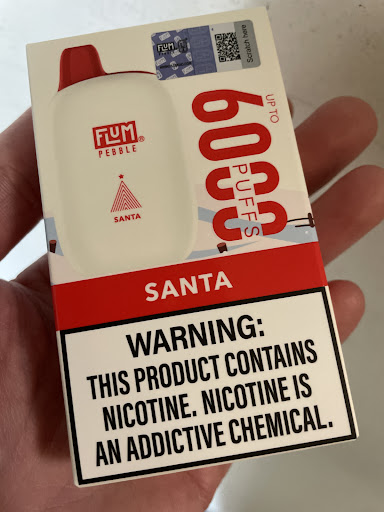 FLUM
Scratch here
FLUM®
PEBBLE
SANTA
UP TO
6000
PUFFS
SANTA
WARNING:
THIS PRODUCT CONTAINS
NICOTINE. NICOTINE IS
AN ADDICTIVE CHEMICAL.